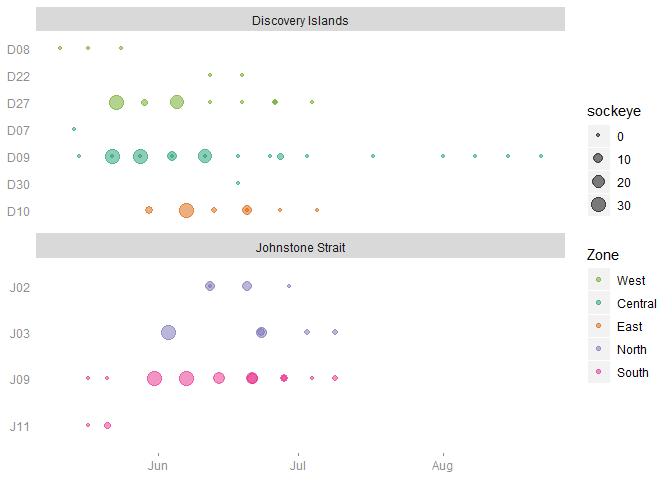 Discovery Islands
D08
D22
D27
D07
D09
D30
D10
Johnstone Strait
J02
J03
J09
J11
Jun Jul Aug
sockeye
0
10
20
30
Zone
West
Central
East
North
South